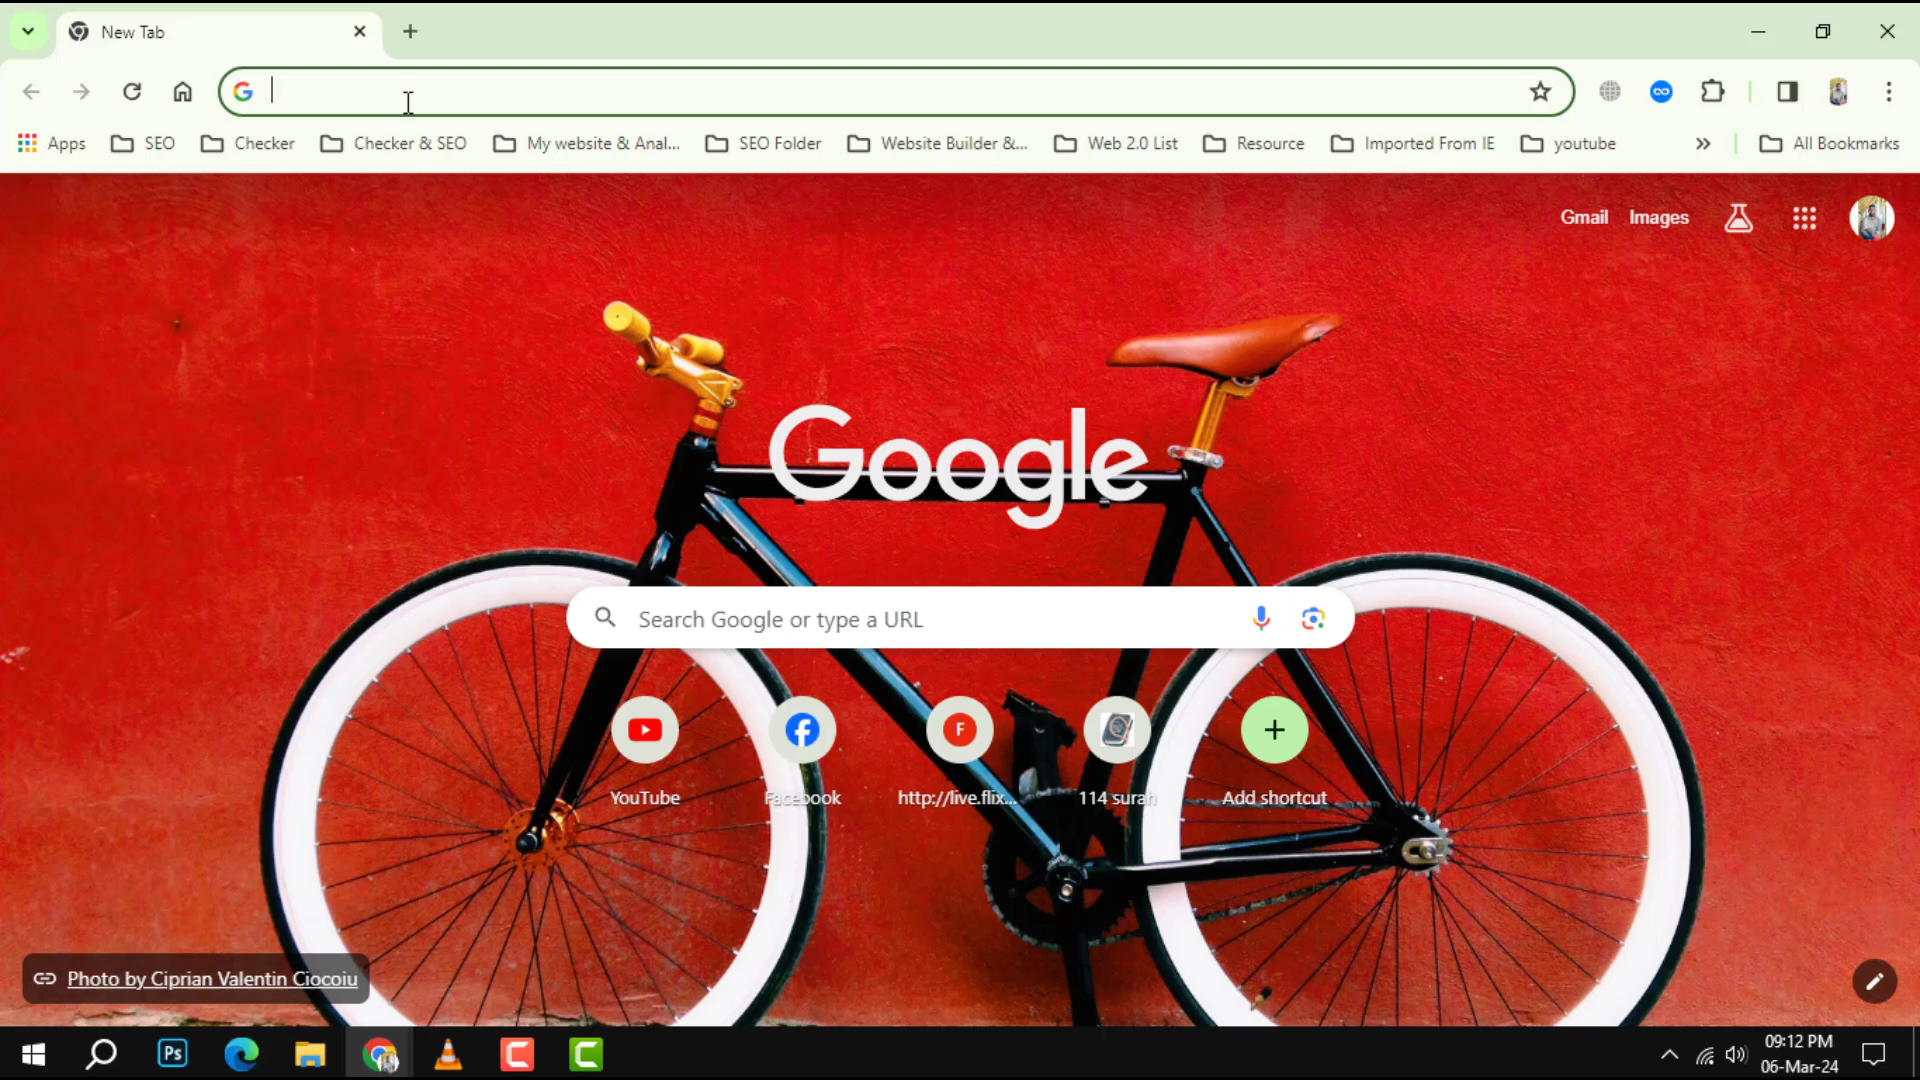 New Tab
Apps SEO Checker Checker & SEO My website & Anal... SEO Folder Website Builder &... Web 2.0 List Resource Imported From IE youtube All Bookmarks
Gmail Images
Google
Search Google or type a URL
F
YouTube Facebook http://live.flix... 114 surah Add shortcut
Photo by Ciprian Valentin Ciocoiu
Ps
09:12 PM
06-Mar-24